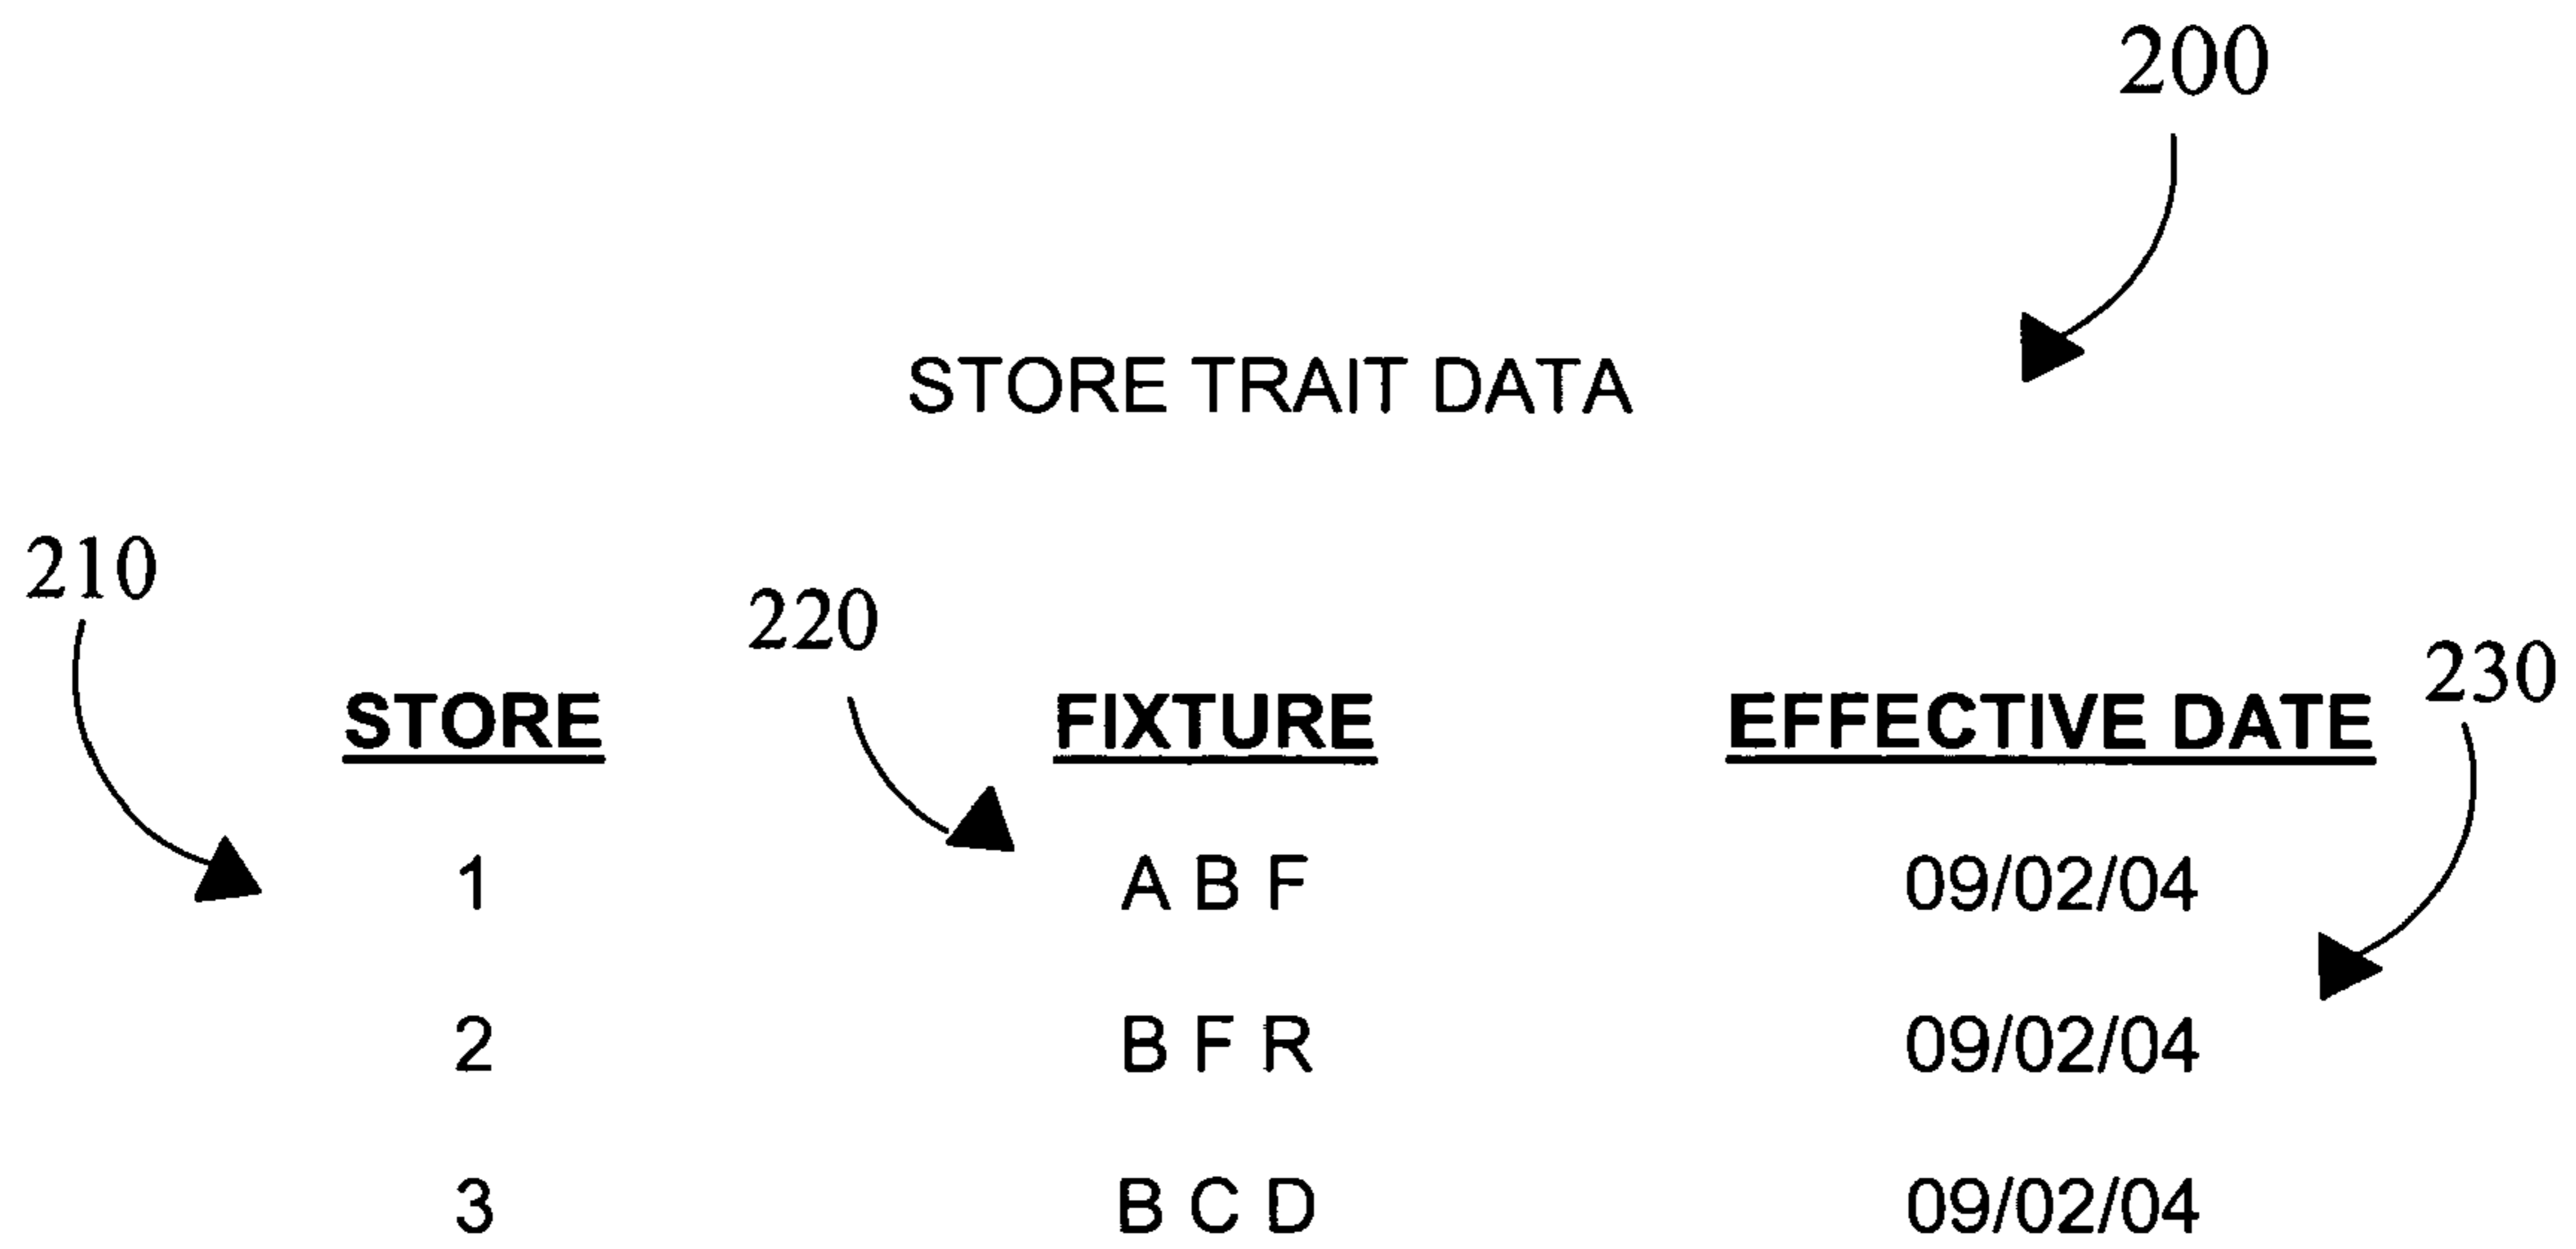 200
STORE TRAIT DATA
210
220
230
STORE FIXTURE EFFECTIVE DATE
1 A B F 09/02/04
2 B F R 09/02/04
3 B C D 09/02/04